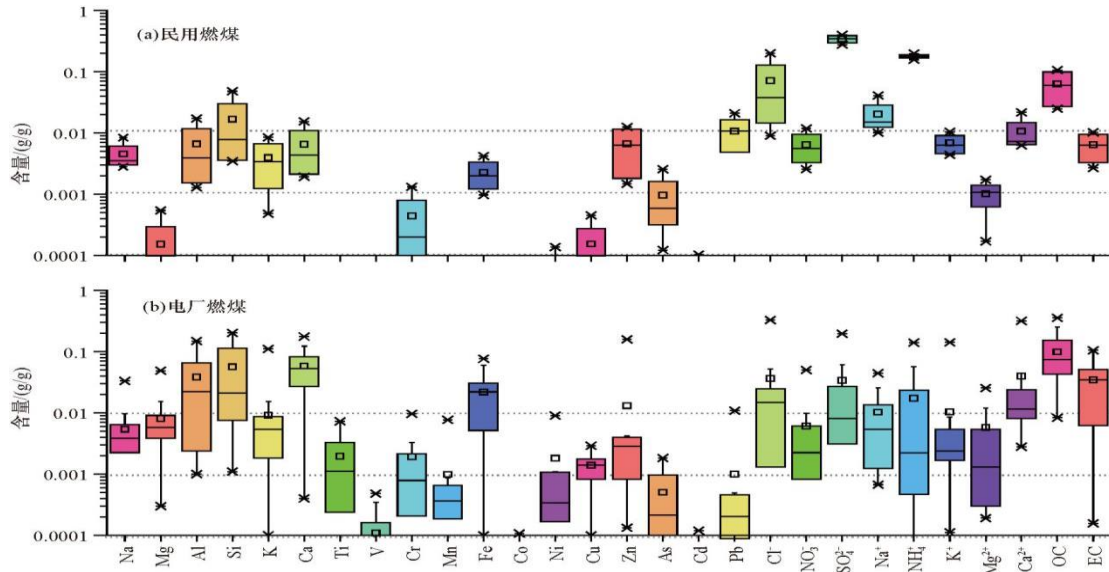 (a)民用燃煤
含量/(g/g)
1
0.1
0.01
0.001
0.0001
(b)电厂燃煤
含量/(g/g)
1
0.1
0.01
0.001
0.0001
Na Mg Al Si K Ca Ti V Cr Mn Fe Co Ni Cu Zn As Cd Pb Cl⁻ NO₃⁻ SO₄²⁻ Na⁺ NH₄⁺ K⁺ Mg²⁺ Ca²⁺ OC EC